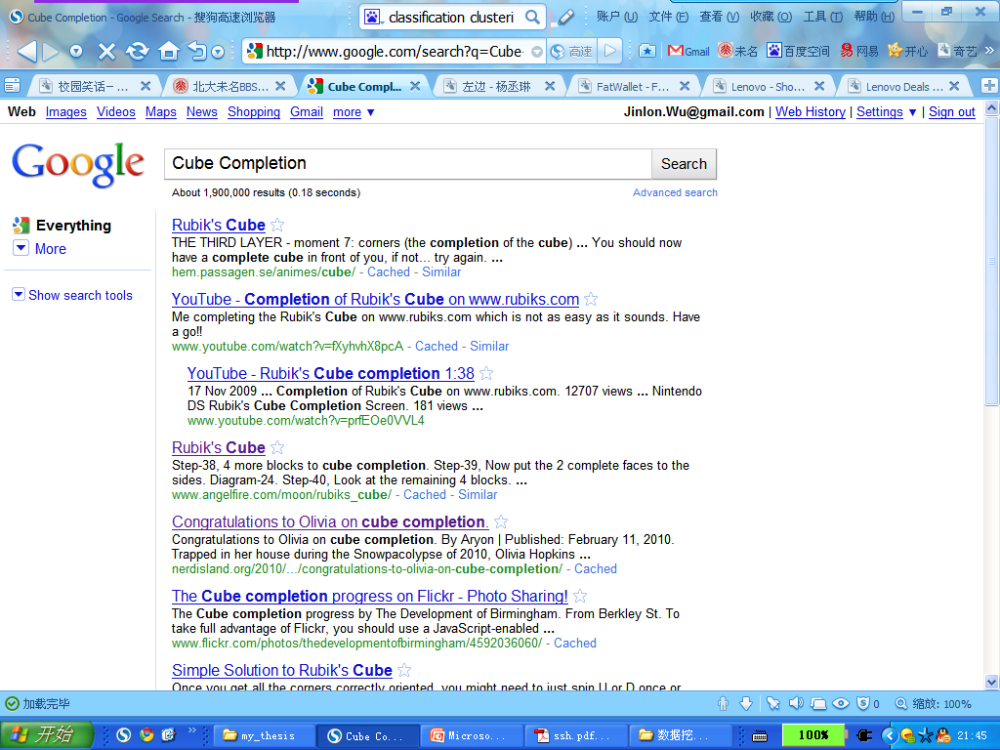 Cube Completion - Google Search - 搜狗高速浏览器
classification clusteri
账户(U) 文件(F) 查看(V) 收藏(O) 工具(T) 帮助(H)
http://www.google.com/search?q=Cube+
高速
Gmail 未名 百度空间 网易 开心 奇艺 »
校园笑话— ...
北大未名BBS...
Cube Compl...
左边 - 杨丞琳
FatWallet - F...
Lenovo - Sho...
Lenovo Deals ...
Web Images Videos Maps News Shopping Gmail more ▼
Jinlon.Wu@gmail.com | Web History | Settings ▼ | Sign out
Google
Cube Completion
Search
About 1,900,000 results (0.18 seconds)
Advanced search
Everything
More
Show search tools
Rubik's Cube
THE THIRD LAYER - moment 7: corners (the completion of the cube) ... You should now
have a complete cube in front of you, if not... try again. ...
hem.passagen.se/animes/cube/ - Cached - Similar
YouTube - Completion of Rubik's Cube on www.rubiks.com
Me completing the Rubik's Cube on www.rubiks.com which is not as easy as it sounds. Have
a go!!
www.youtube.com/watch?v=fXyhvhX8pcA - Cached - Similar
YouTube - Rubik's Cube completion 1:38
17 Nov 2009 ... Completion of Rubik's Cube on www.rubiks.com. 12707 views ... Nintendo
DS Rubik's Cube Completion Screen. 181 views ...
www.youtube.com/watch?v=prfEOe0VVL4
Rubik's Cube
Step-38, 4 more blocks to cube completion. Step-39, Now put the 2 complete faces to the
sides. Diagram-24. Step-40, Look at the remaining 4 blocks. ...
www.angelfire.com/moon/rubiks_cube/ - Cached - Similar
Congratulations to Olivia on cube completion.
Congratulations to Olivia on cube completion. By Aryon | Published: February 11, 2010.
Trapped in her house during the Snowpacolypse of 2010, Olivia Hopkins ...
nerdisland.org/2010/.../congratulations-to-olivia-on-cube-completion/ - Cached
The Cube completion progress on Flickr - Photo Sharing!
The Cube completion progress by The Development of Birmingham. From Berkley St. To
take full advantage of Flickr, you should use a JavaScript-enabled ...
www.flickr.com/photos/thedevelopmentofbirmingham/4592036060/ - Cached
Simple Solution to Rubik's Cube
Once you get all the corners correctly oriented, you might need to just spin U or D once or
加载完毕
0
缩放: 100%
开始
»
my_thesis
Cube Co...
Microso...
ssh.pdf...
数据挖...
100%
21:45